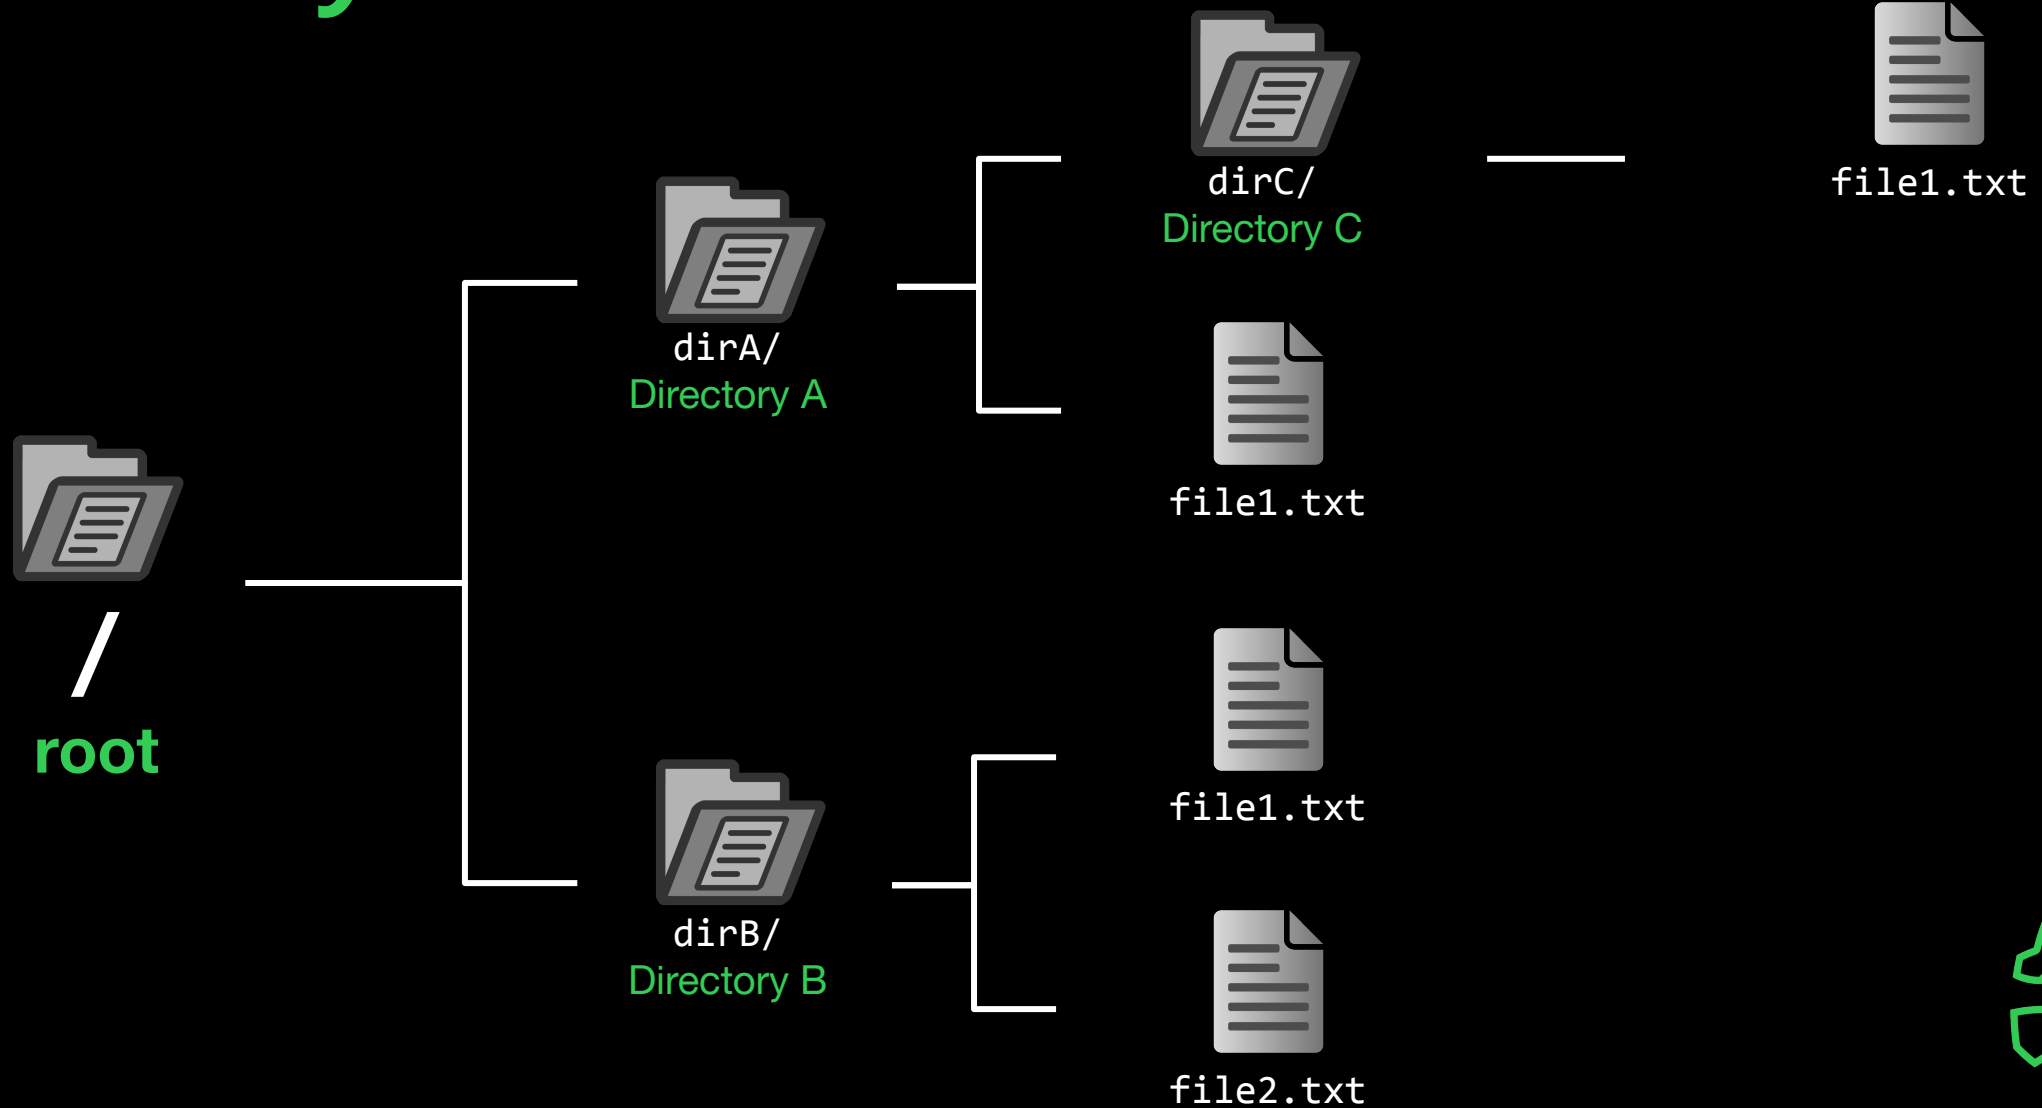 /
root
dirA/
Directory A
dirB/
Directory B
dirC/
Directory C
file1.txt
file1.txt
file1.txt
file2.txt